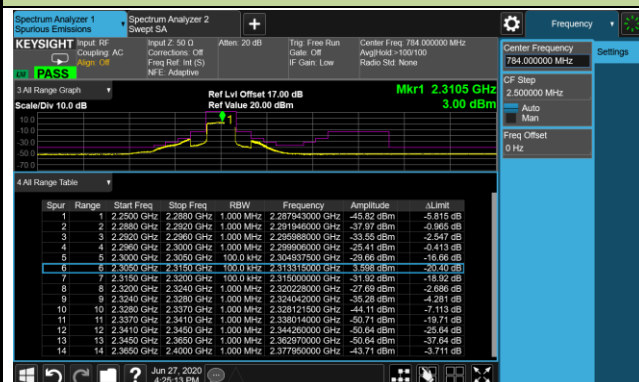 Spectrum Analyzer 1
Spurious Emissions
Spectrum Analyzer 2
Swept SA
Frequency
KEYSIGHT
Input: RF
Coupling: AC
Align: Off
Input Z: 50 Ω
Corrections: Off
Freq Ref: Int (S)
NFE: Adaptive
Atten: 20 dB
Trig: Free Run
Gate: Off
IF Gain: Low
Center Freq: 784.000000 MHz
Avg|Hold:>100/100
Radio Std: None
PASS
Center Frequency
784.000000 MHz
Settings
CF Step
2.500000 MHz
Auto
Man
Freq Offset
0 Hz
3 All Range Graph
Ref Lvl Offset 17.00 dB
Mkr1 2.3105 GHz
Scale/Div 10.0 dB
Ref Value 20.00 dBm
3.00 dBm
10.0
-10.0
-30.0
-50.0
-70.0
1
4 All Range Table
Spur Range Start Freq Stop Freq RBW Frequency Amplitude ΔLimit
1 1 2.2500 GHz 2.2880 GHz 1.000 MHz 2.287943000 GHz -45.82 dBm -5.815 dB
2 2 2.2880 GHz 2.2920 GHz 1.000 MHz 2.291946000 GHz -37.97 dBm -0.965 dB
3 3 2.2920 GHz 2.2960 GHz 1.000 MHz 2.295988000 GHz -33.55 dBm -2.547 dB
4 4 2.2960 GHz 2.3000 GHz 1.000 MHz 2.299906000 GHz -25.41 dBm -0.413 dB
5 5 2.3000 GHz 2.3050 GHz 100.0 kHz 2.304937500 GHz -29.66 dBm -16.66 dB
6 6 2.3050 GHz 2.3150 GHz 100.0 kHz 2.313315000 GHz 3.598 dBm -20.40 dB
7 7 2.3150 GHz 2.3200 GHz 100.0 kHz 2.315000000 GHz -31.92 dBm -18.92 dB
8 8 2.3200 GHz 2.3240 GHz 1.000 MHz 2.320228000 GHz -27.69 dBm -2.686 dB
9 9 2.3240 GHz 2.3280 GHz 1.000 MHz 2.324042000 GHz -35.28 dBm -4.281 dB
10 10 2.3280 GHz 2.3370 GHz 1.000 MHz 2.328121500 GHz -44.11 dBm -7.113 dB
11 11 2.3370 GHz 2.3410 GHz 1.000 MHz 2.338014000 GHz -50.71 dBm -19.71 dB
12 12 2.3410 GHz 2.3450 GHz 1.000 MHz 2.344260000 GHz -50.64 dBm -25.64 dB
13 13 2.3450 GHz 2.3650 GHz 1.000 MHz 2.362970000 GHz -50.64 dBm -37.64 dB
14 14 2.3650 GHz 2.4000 GHz 1.000 MHz 2.377950000 GHz -43.71 dBm -3.711 dB
Jun 27, 2020
4:25:13 PM